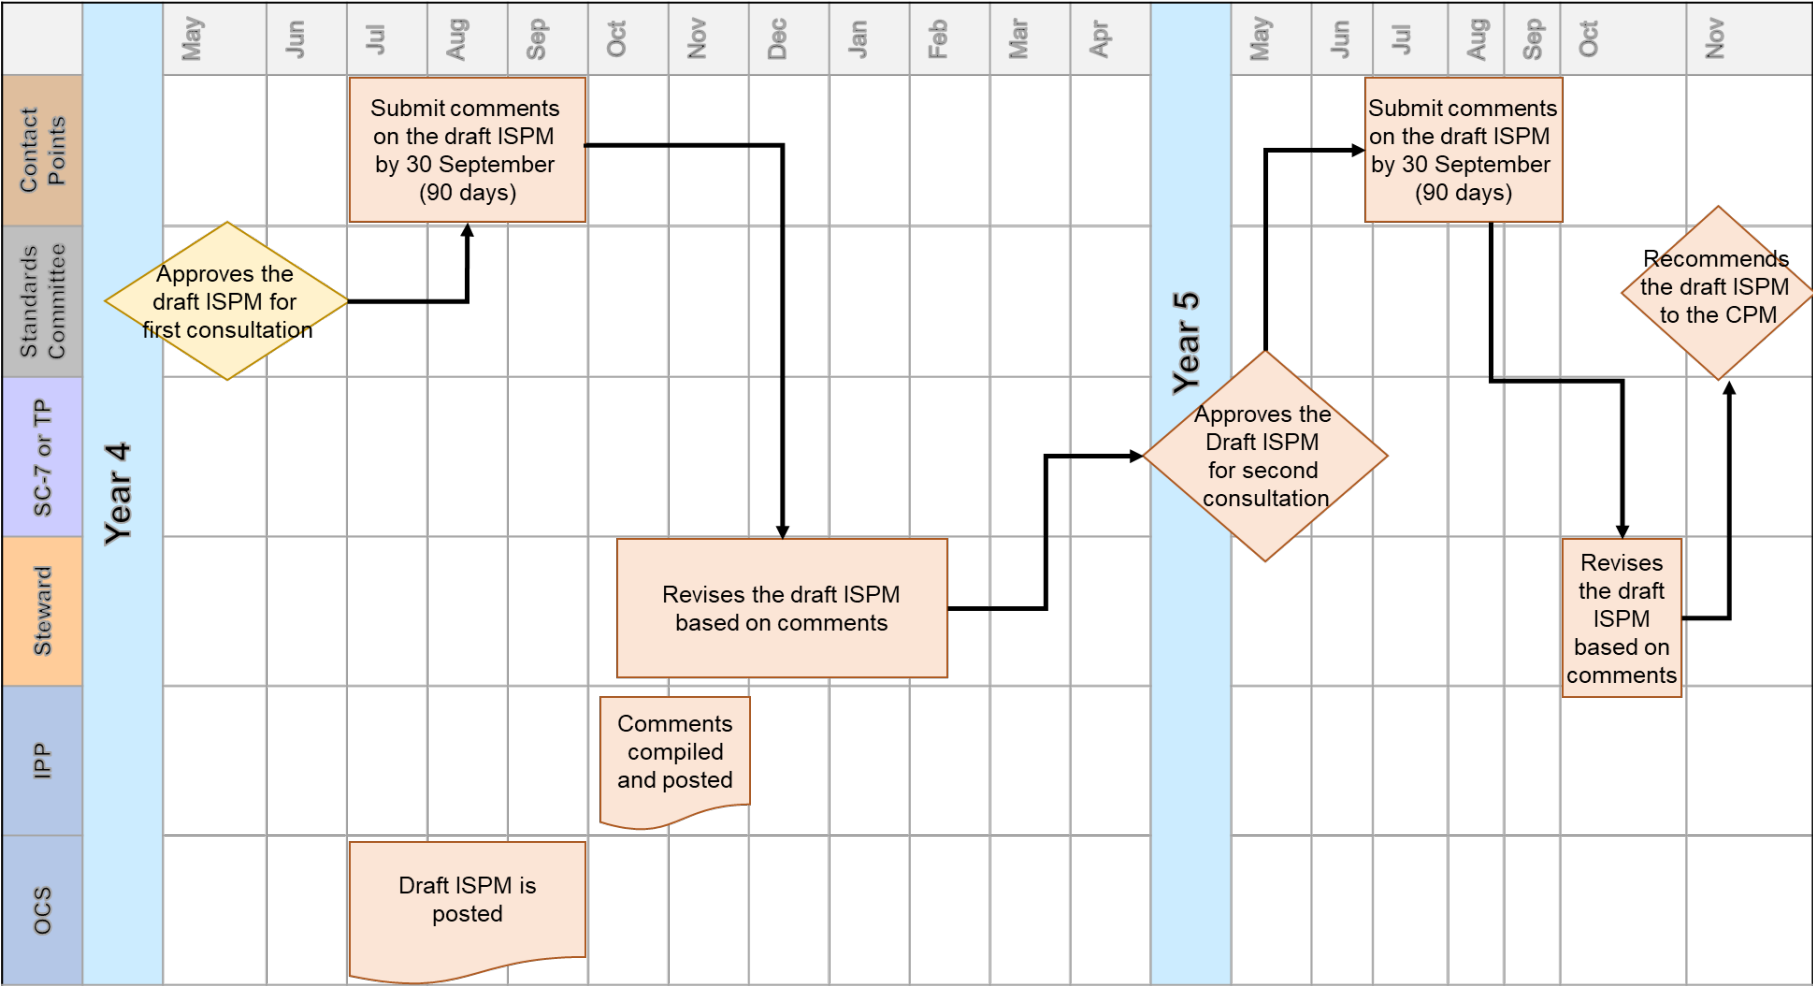 May
Jun
Jul
Aug
Sep
Oct
Nov
Dec
Jan
Feb
Mar
Apr
May
Jun
Jul
Aug
Sep
Oct
Nov
Year 4
Year 5
Contact
Points
Submit comments
on the draft ISPM
by 30 September
(90 days)
Submit comments
on the draft ISPM
by 30 September
(90 days)
Standards
Committee
Approves the
draft ISPM for
first consultation
Recommends
the draft ISPM
to the CPM
SC-7 or TP
Approves the
Draft ISPM
for second
consultation
Steward
Revises the draft ISPM
based on comments
Revises
the draft
ISPM
based on
comments
IPP
Comments
compiled
and posted
OCS
Draft ISPM is
posted